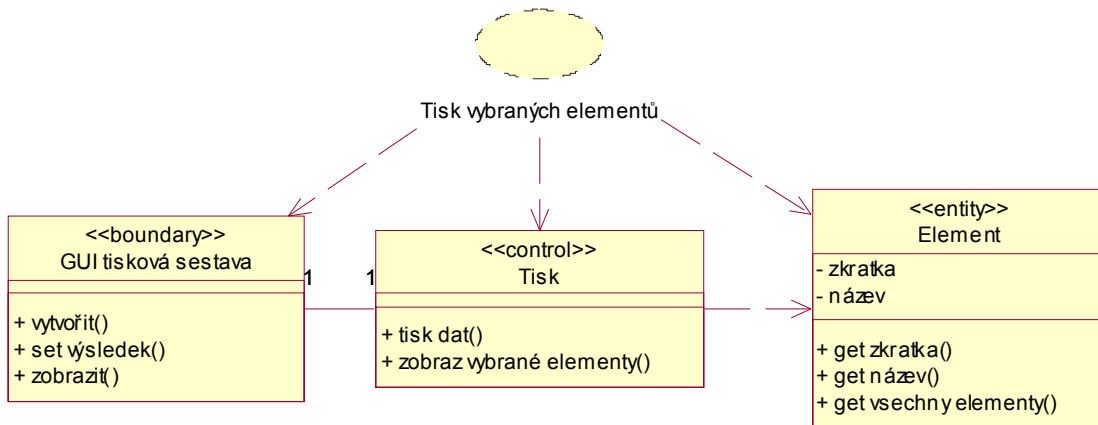 Tisk vybraných elementů
<<boundary>>
GUI tisková sestava
+ vytvořit()
+ set výsledek()
+ zobrazit()
1
1
<<control>>
Tisk
+ tisk dat()
+ zobraz vybrané elementy()
<<entity>>
Element
- zkratka
- název
+ get zkratka()
+ get název()
+ get vsechny elementy()